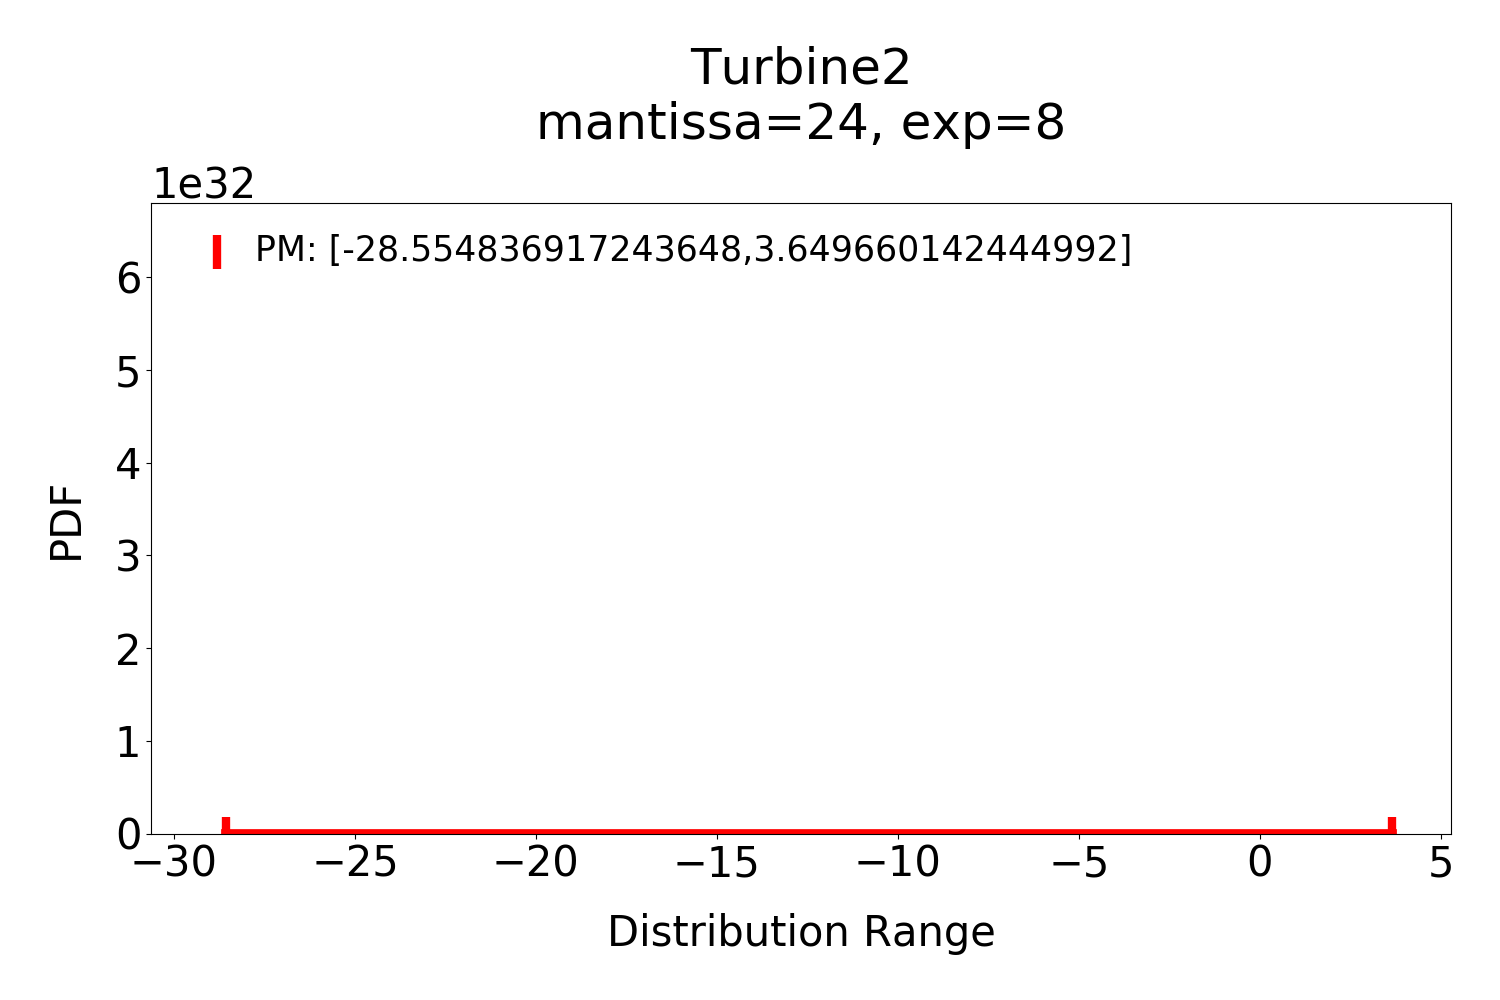 Turbine2
mantissa=24, exp=8
1e32
PM: [-28.554836917243648,3.649660142444992]
6
5
4
3
2
1
0
PDF
−30 −25 −20 −15 −10 −5 0 5
Distribution Range